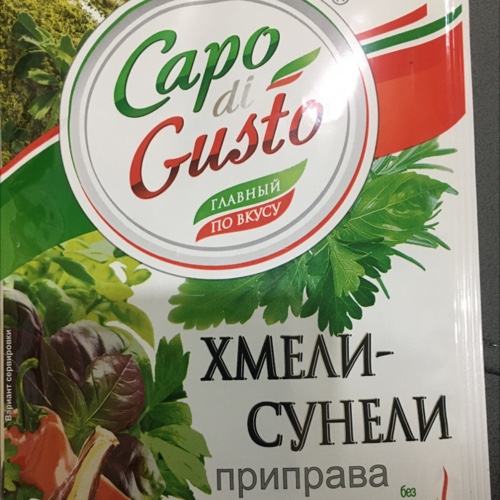 Capo
di
Gusto
®
ГЛАВНЫЙ
ПО ВКУСУ
Вариант сервировки
ХМЕЛИ-
СУНЕЛИ
приправа
без